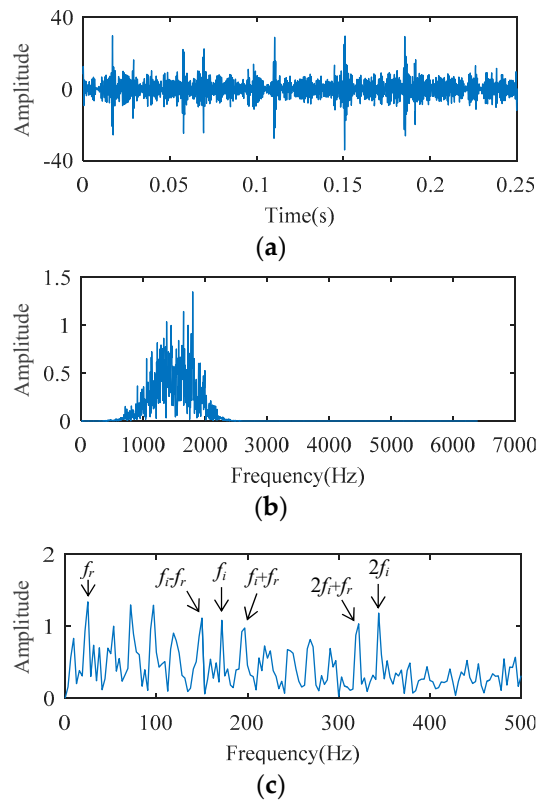 40
0
-40
Amplitude
0 0.05 0.1 0.15 0.2 0.25
Time(s)
(a)
1.5
1
0.5
0
Amplitude
0 1000 2000 3000 4000 5000 6000 7000
Frequency(Hz)
(b)
2
1
0
Amplitude
fr
fi-fr
fi
fi+fr
2fi+fr
2fi
0 100 200 300 400 500
Frequency(Hz)
(c)